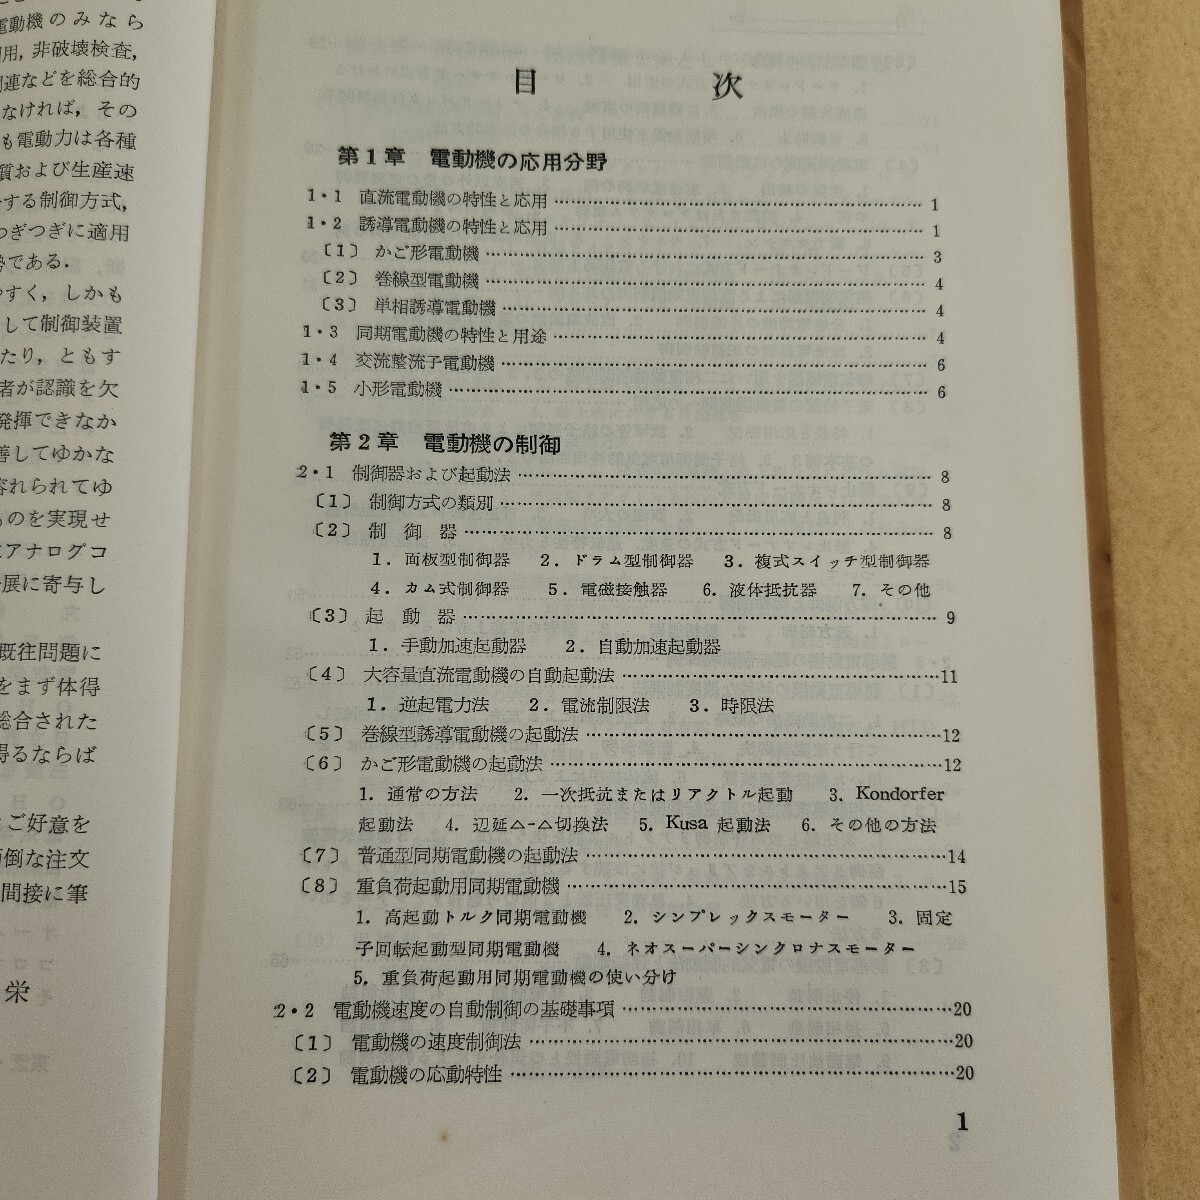 電動機のみなら
用，非破壊検査，
関連などを総合的
なければ，その
も電動力は各種
質および生産速
する制御方式，
つぎつぎに適用
勢である．
やすく，しかも
して制御装置
たり，ともす
者が認識を欠
発揮できなか
善してゆかな
容れられてゆ
ものを実現せ
アナログコ
展に寄与し
既往問題に
をまず体得
総合された
得るならば
ご好意を
面倒な注文
間接に筆
栄
目　次
第1章　電動機の応用分野
1・1　直流電動機の特性と応用 …… 1
1・2　誘導電動機の特性と応用 …… 1
〔1〕 かご形電動機 …… 3
〔2〕 巻線型電動機 …… 4
〔3〕 単相誘導電動機 …… 4
1・3　同期電動機の特性と用途 …… 4
1・4　交流整流子電動機 …… 6
1・5　小形電動機 …… 6
第2章　電動機の制御
2・1　制御器および起動法 …… 8
〔1〕 制御方式の類別 …… 8
〔2〕 制　御　器 …… 8
1．面板型制御器　2．ドラム型制御器　3．複式スイッチ型制御器
4．カム式制御器　5．電磁接触器　6．液体抵抗器　7．その他
〔3〕 起　動　器 …… 9
1．手動加速起動器　2．自動加速起動器
〔4〕 大容量直流電動機の自動起動法 …… 11
1．逆起電力法　2．電流制限法　3．時限法
〔5〕 巻線型誘導電動機の起動法 …… 12
〔6〕 かご形電動機の起動法 …… 12
1．通常の方法　2．一次抵抗またはリアクトル起動　3．Kondorfer
起動法　4．辺延△-△切換法　5．Kusa 起動法　6．その他の方法
〔7〕 普通型同期電動機の起動法 …… 14
〔8〕 重負荷起動用同期電動機 …… 15
1．高起動トルク同期電動機　2．シンプレックスモーター　3．固定
子回転起動型同期電動機　4．ネオスーパーシンクロナスモーター
5．重負荷起動用同期電動機の使い分け
2・2　電動機速度の自動制御の基礎事項 …… 20
〔1〕 電動機の速度制御法 …… 20
〔2〕 電動機の応動特性 …… 20
1